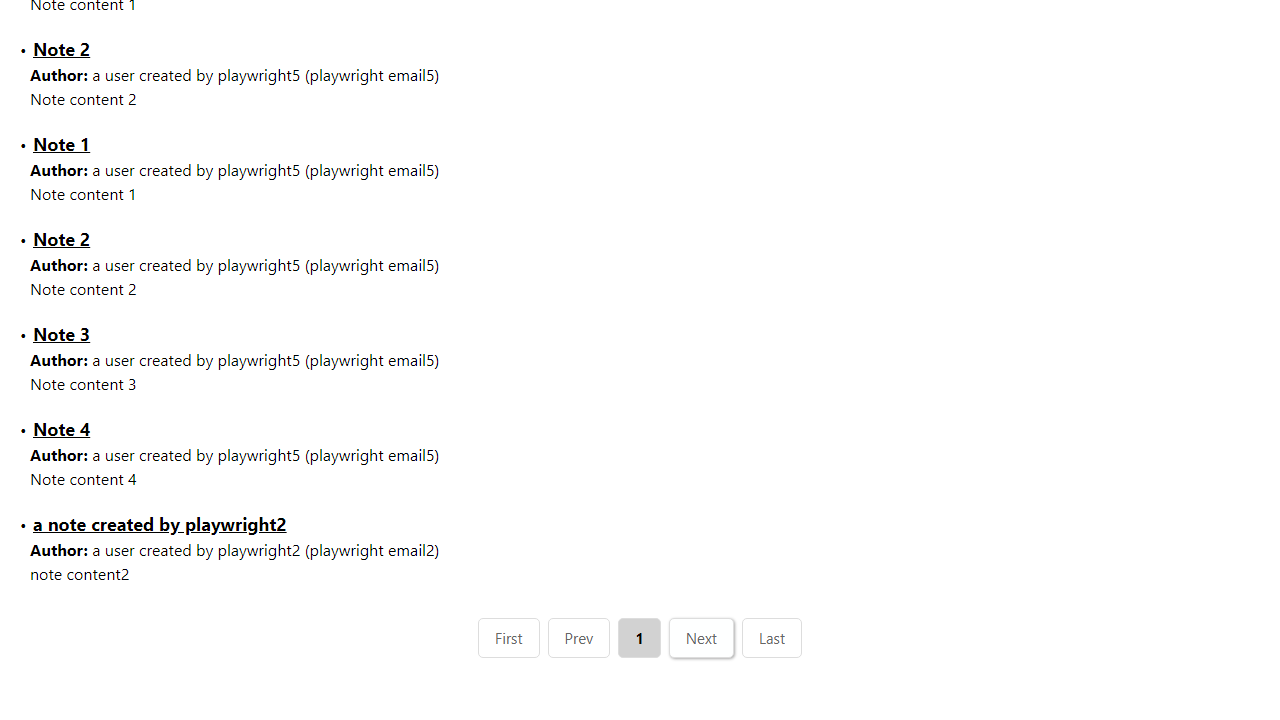 Note content 1
• Note 2
Author: a user created by playwright5 (playwright email5)
Note content 2
• Note 1
Author: a user created by playwright5 (playwright email5)
Note content 1
• Note 2
Author: a user created by playwright5 (playwright email5)
Note content 2
• Note 3
Author: a user created by playwright5 (playwright email5)
Note content 3
• Note 4
Author: a user created by playwright5 (playwright email5)
Note content 4
• a note created by playwright2
Author: a user created by playwright2 (playwright email2)
note content2
First Prev 1 Next Last